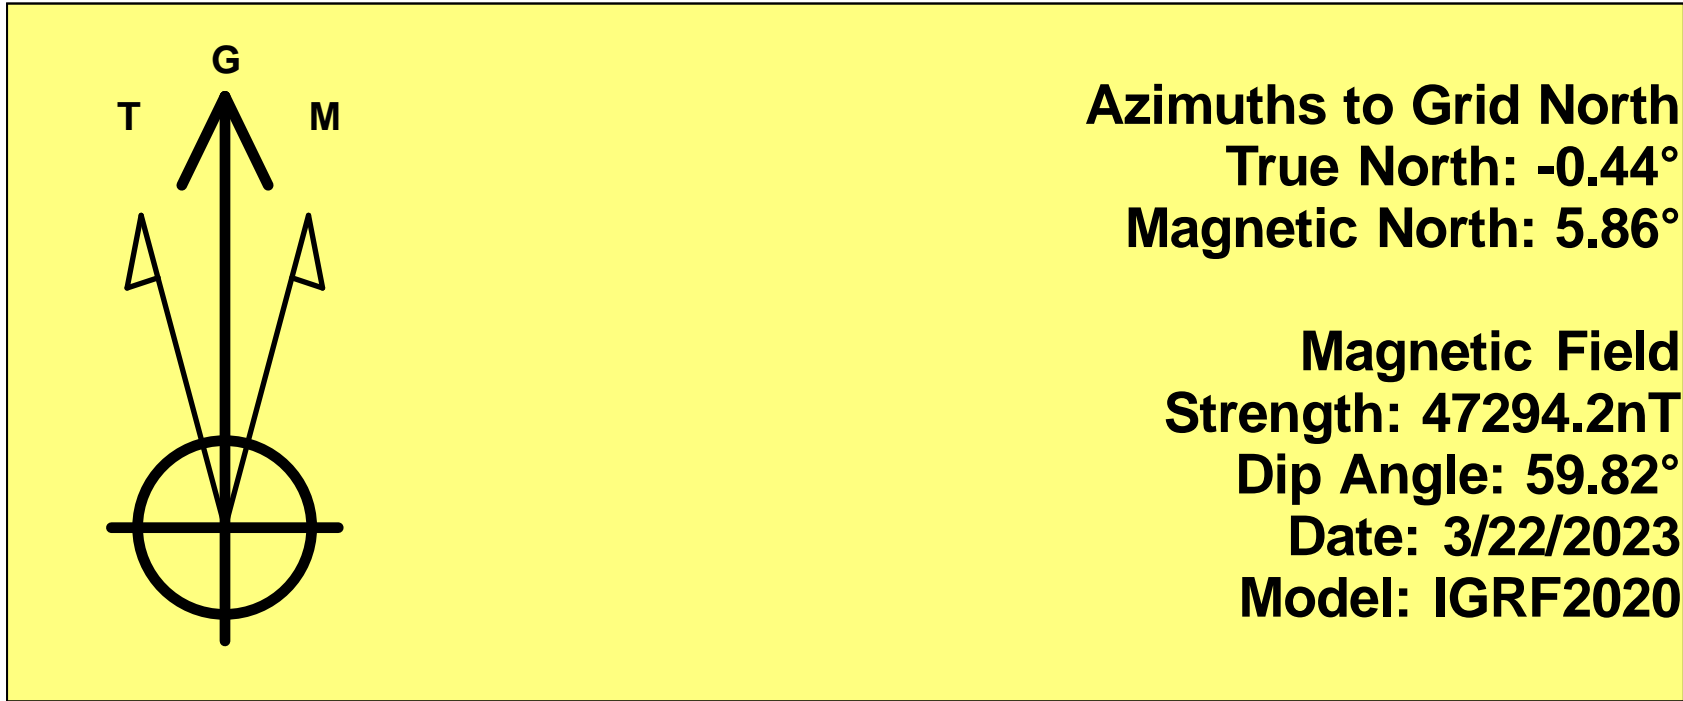 G
T M
Azimuths to Grid North
True North: -0.44°
Magnetic North: 5.86°
Magnetic Field
Strength: 47294.2nT
Dip Angle: 59.82°
Date: 3/22/2023
Model: IGRF2020